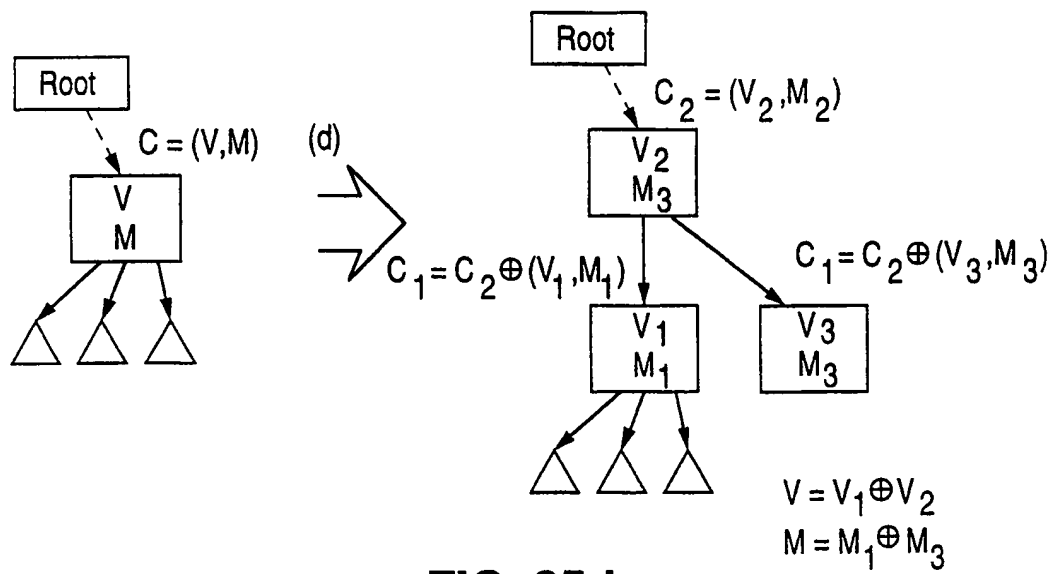 Root
C = (V,M)
V
M
(d)
Root
C2 = (V2,M2)
V2
M3
C1 = C2 ⊕ (V1,M1)
C1 = C2 ⊕ (V3,M3)
V1
M1
V3
M3
V = V1 ⊕ V2
M = M1 ⊕ M3